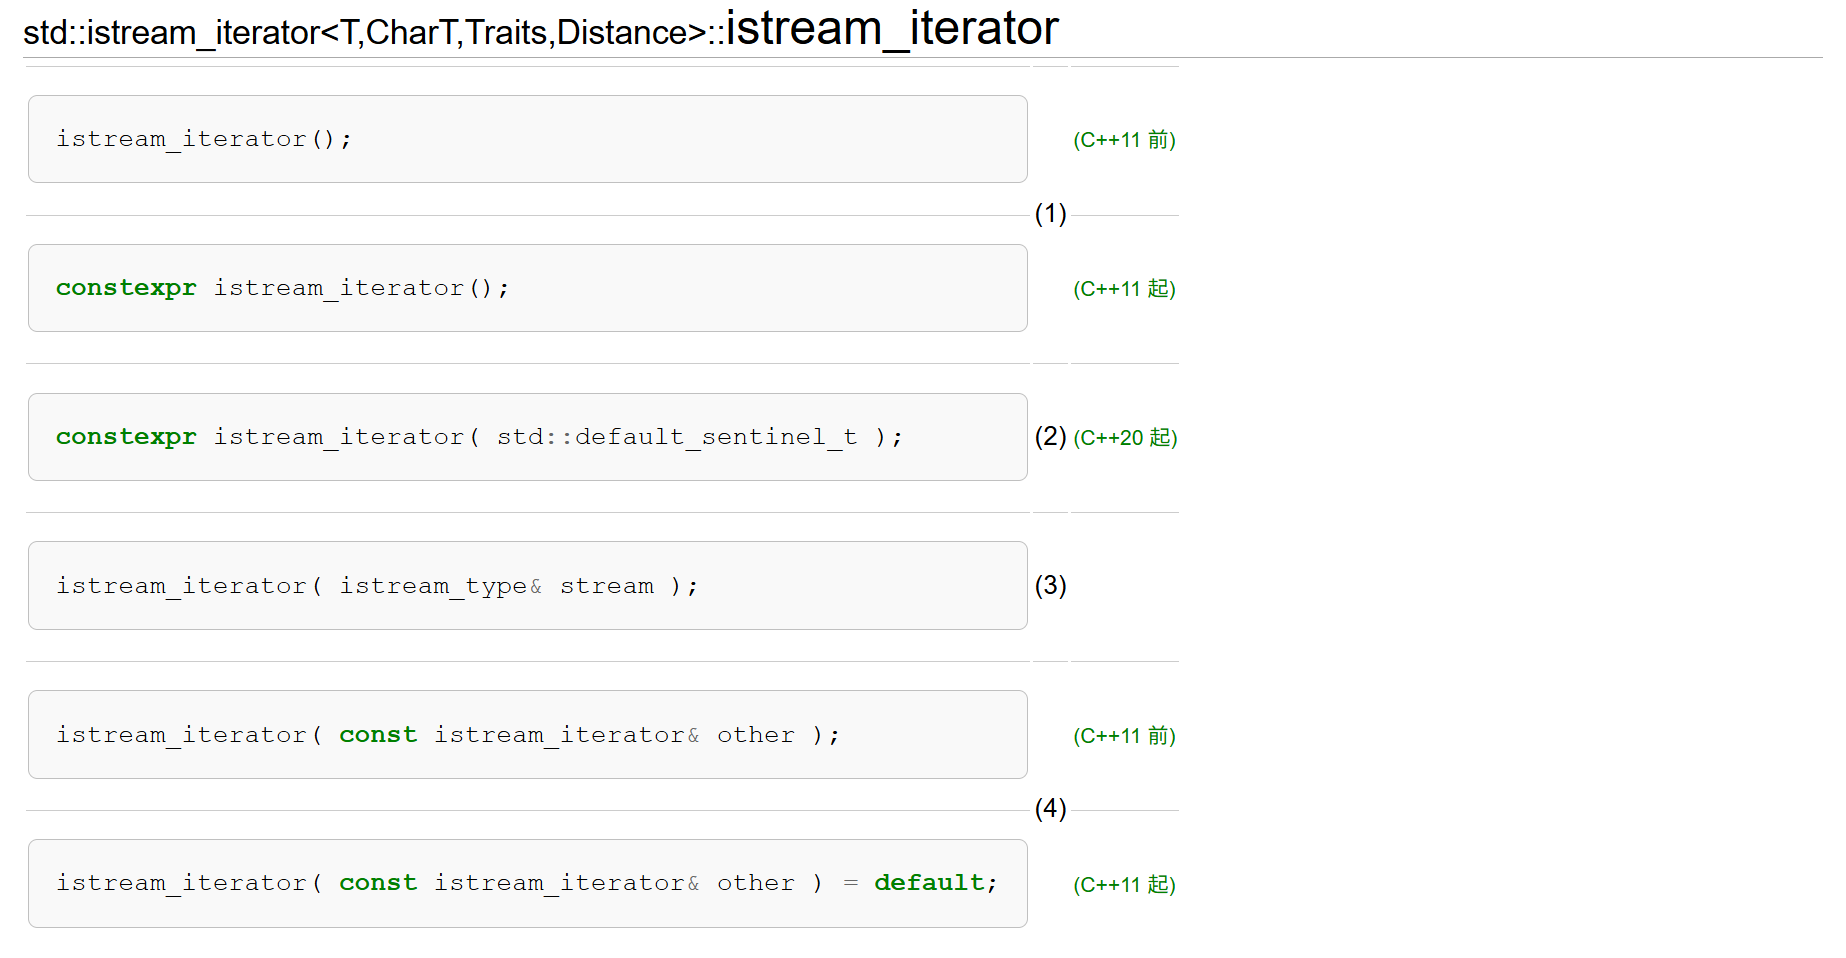 std::istream_iterator<T,CharT,Traits,Distance>::istream_iterator
istream_iterator();
(C++11 前)
(1)
constexpr istream_iterator();
(C++11 起)
constexpr istream_iterator( std::default_sentinel_t );
(2)
(C++20 起)
istream_iterator( istream_type& stream );
(3)
istream_iterator( const istream_iterator& other );
(C++11 前)
(4)
istream_iterator( const istream_iterator& other ) = default;
(C++11 起)